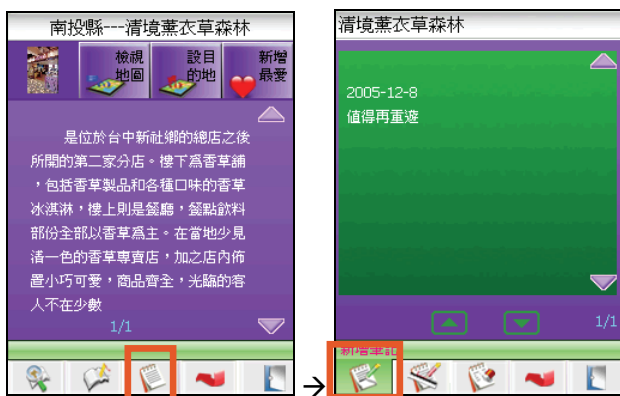 南投縣---清境薰衣草森林
檢視地圖
設目的地
新增最愛
是位於台中新社鄉的總店之後
所開的第二家分店。樓下為香草舖
，包括香草製品和各種口味的香草
冰淇淋，樓上則是餐廳，餐點飲料
部份全部以香草為主。在當地少見
清一色的香草專賣店，加之店內佈
置小巧可愛，商品齊全，光臨的客
人不在少數
1/1
→
清境薰衣草森林
2005-12-8
值得再重遊
1/1
新增筆記